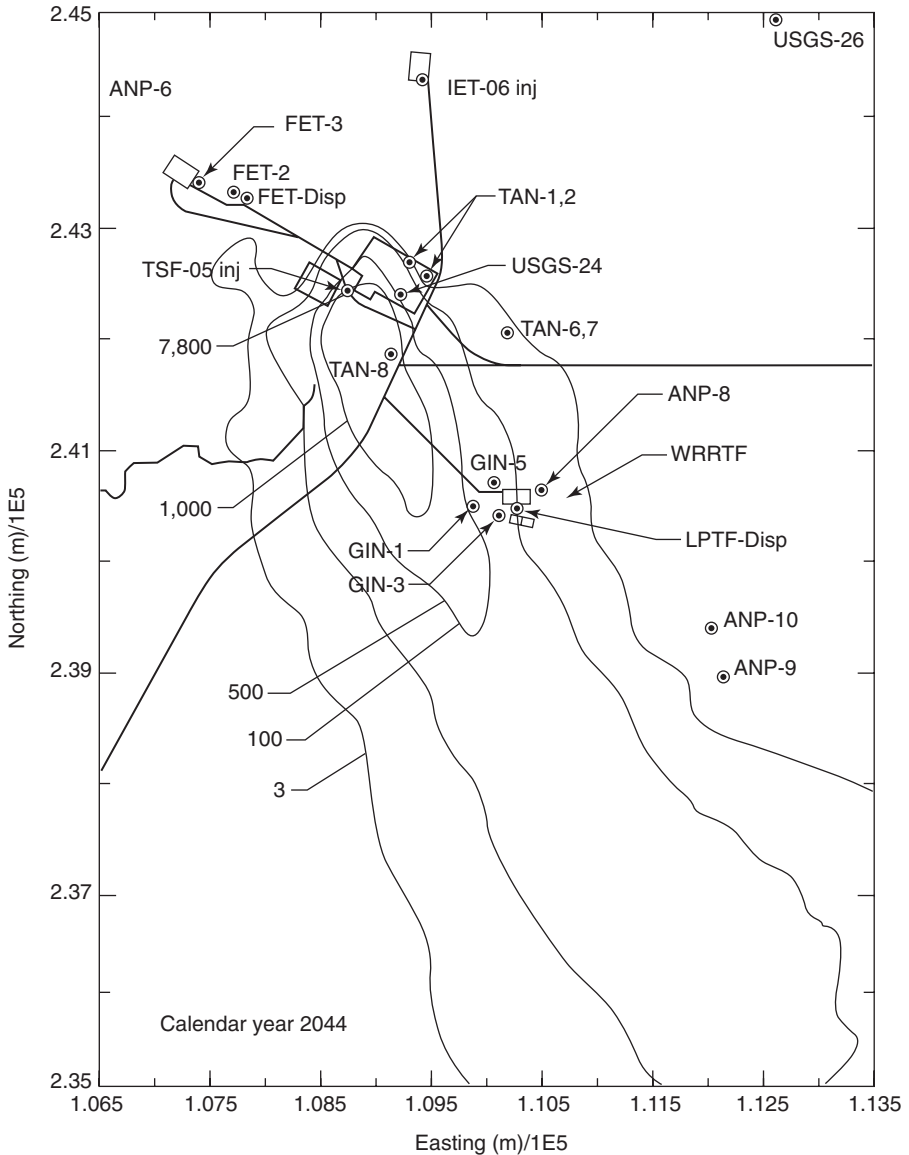 2.45
USGS-26
ANP-6
IET-06 inj
FET-3
FET-2
FET-Disp
TAN-1,2
2.43
TSF-05 inj
USGS-24
7,800
TAN-6,7
TAN-8
ANP-8
2.41
GIN-5
WRRTF
1,000
GIN-1
LPTF-Disp
GIN-3
Northing (m)/1E5
ANP-10
2.39
ANP-9
500
100
3
2.37
Calendar year 2044
2.35
1.065 1.075 1.085 1.095 1.105 1.115 1.125 1.135
Easting (m)/1E5